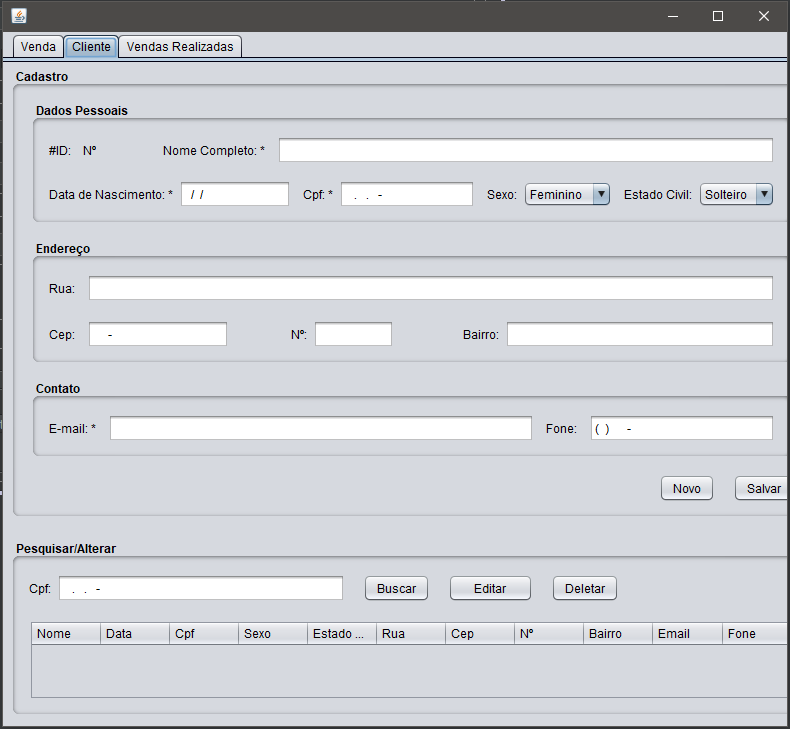 Venda Cliente Vendas Realizadas
Cadastro
Dados Pessoais
#ID: Nº Nome Completo: *
Data de Nascimento: * / / Cpf: * . . - Sexo: Feminino Estado Civil: Solteiro
Endereço
Rua:
Cep: - Nº: Bairro:
Contato
E-mail: * Fone: ( ) -
Novo Salvar
Pesquisar/Alterar
Cpf: . . - Buscar Editar Deletar
Nome Data Cpf Sexo Estado ... Rua Cep Nº Bairro Email Fone